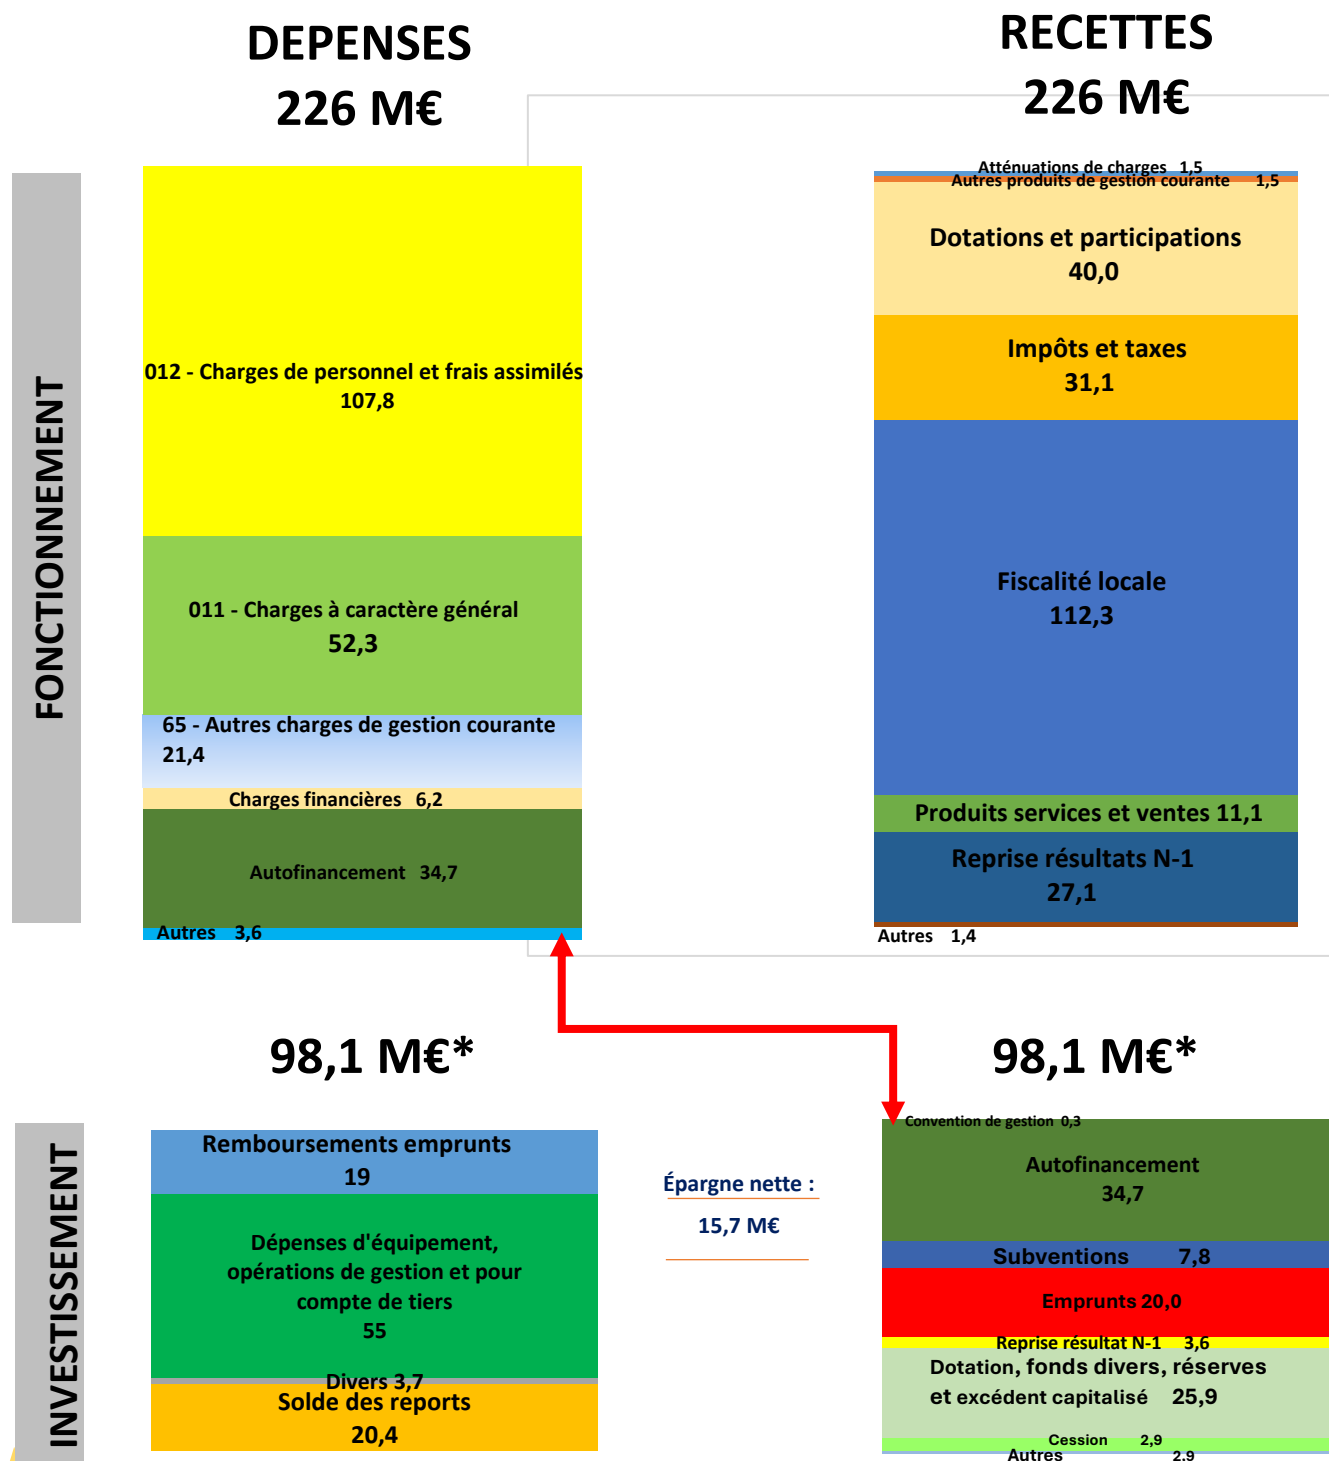 DEPENSES
226 M€
RECETTES
226 M€
FONCTIONNEMENT
012 - Charges de personnel et frais assimilés
107,8
011 - Charges à caractère général
52,3
65 - Autres charges de gestion courante
21,4
Charges financières 6,2
Autofinancement 34,7
Autres 3,6
Atténuations de charges 1,5
Autres produits de gestion courante 1,5
Dotations et participations
40,0
Impôts et taxes
31,1
Fiscalité locale
112,3
Produits services et ventes 11,1
Reprise résultats N-1
27,1
Autres 1,4
98,1 M€*
98,1 M€*
INVESTISSEMENT
Remboursements emprunts
19
Dépenses d'équipement,
opérations de gestion et pour
compte de tiers
55
Divers 3,7
Solde des reports
20,4
Épargne nette :
15,7 M€
Convention de gestion 0,3
Autofinancement
34,7
Subventions 7,8
Emprunts 20,0
Reprise résultat N-1 3,6
Dotation, fonds divers, réserves
et excédent capitalisé 25,9
Cession 2,9
Autres 2,9